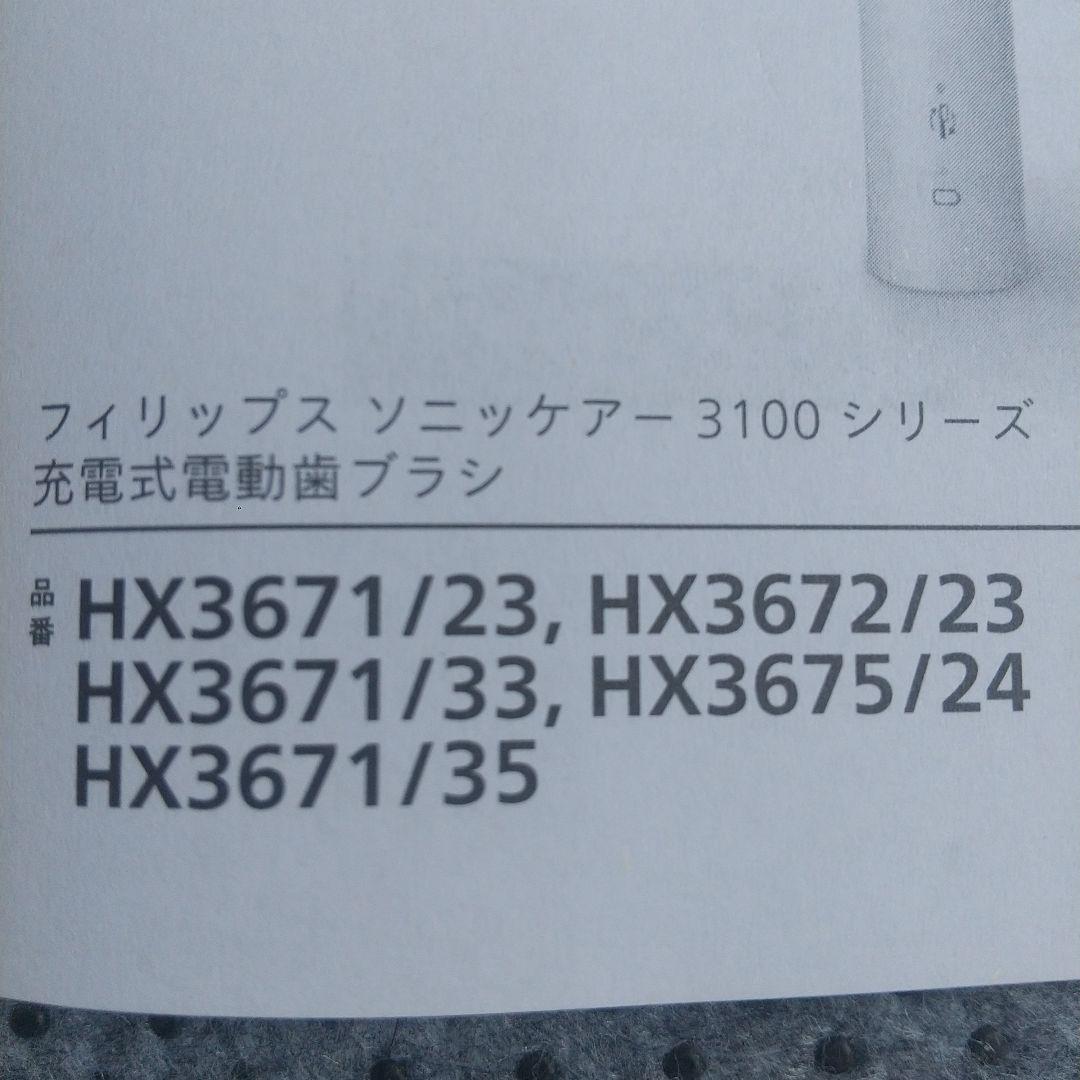 フィリップス ソニッケアー 3100 シリーズ
充電式電動歯ブラシ
品番 HX3671/23, HX3672/23
HX3671/33, HX3675/24
HX3671/35